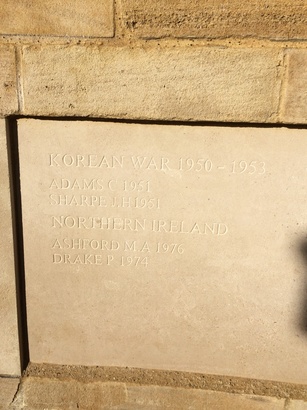 KOREAN WAR 1950 - 1953
ADAMS C 1951
SHARPE J.H 1951
NORTHERN IRELAND
ASHFORD M A 1976
DRAKE P 1974